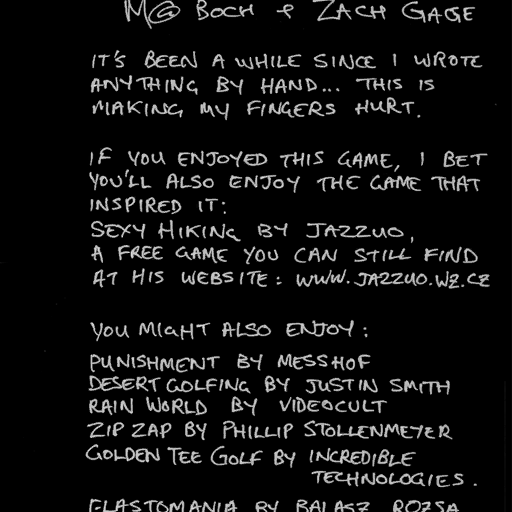 M@ BOCH & ZACH GAGE
IT'S BEEN A WHILE SINCE I WROTE
ANYTHING BY HAND... THIS IS
MAKING MY FINGERS HURT.
IF YOU ENJOYED THIS GAME, I BET
YOU'LL ALSO ENJOY THE GAME THAT
INSPIRED IT:
SEXY HIKING BY JAZZUO,
A FREE GAME YOU CAN STILL FIND
AT HIS WEBSITE: WWW.JAZZUO.WZ.CZ
YOU MIGHT ALSO ENJOY:
PUNISHMENT BY MESSHOF
DESERT GOLFING BY JUSTIN SMITH
RAIN WORLD BY VIDEOCULT
ZIP ZAP BY PHILLIP STOLLENMEYER
GOLDEN TEE GOLF BY INCREDIBLE
TECHNOLOGIES.
ELASTOMANIA BY BALASZ ROZSA